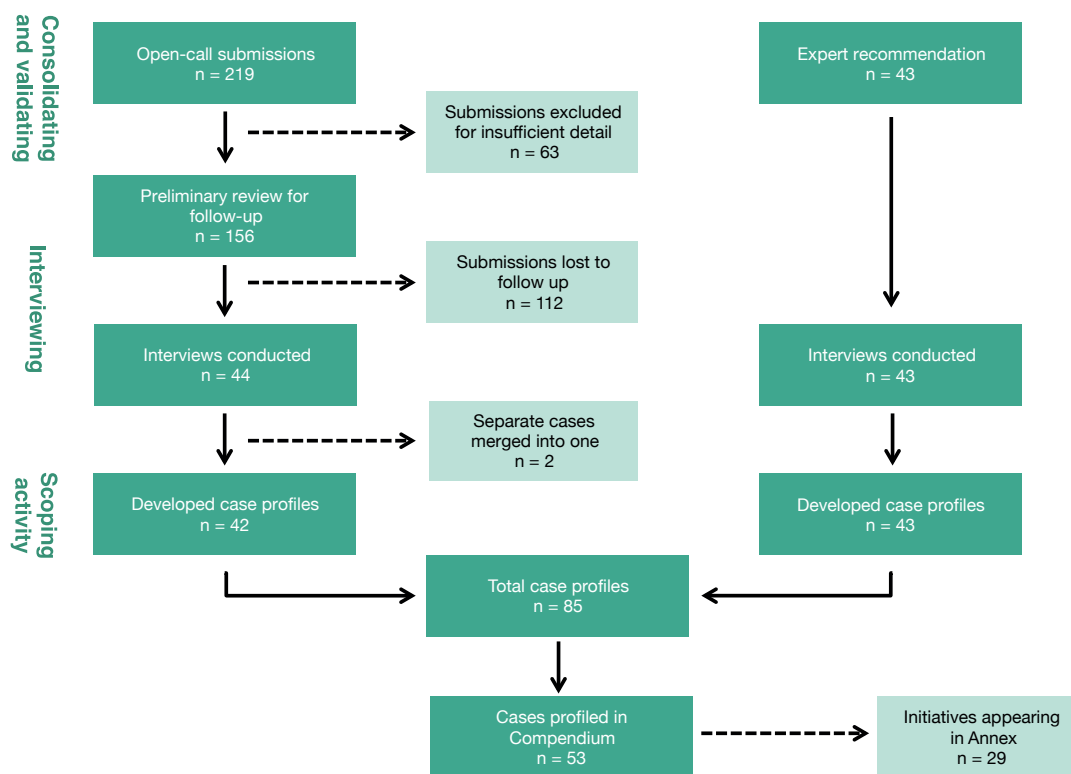 Consolidating
and validating
Open-call submissions
n = 219
Expert recommendation
n = 43
Submissions excluded
for insufficient detail
n = 63
Preliminary review for
follow-up
n = 156
Interviewing
Submissions lost to
follow up
n = 112
Interviews conducted
n = 44
Interviews conducted
n = 43
Separate cases
merged into one
n = 2
Scoping
activity
Developed case profiles
n = 42
Developed case profiles
n = 43
Total case profiles
n = 85
Cases profiled in
Compendium
n = 53
Initiatives appearing
in Annex
n = 29